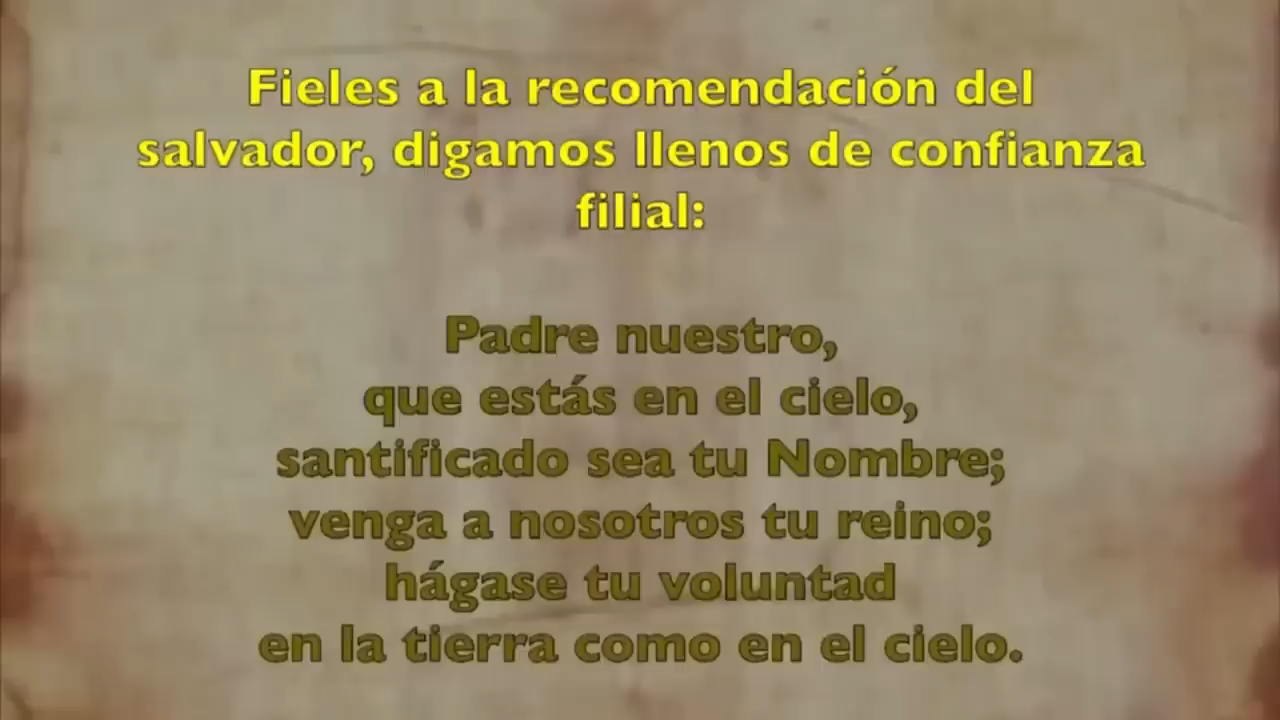 Fieles a la recomendación del
salvador, digamos llenos de confianza
filial:
Padre nuestro,
que estás en el cielo,
santificado sea tu Nombre;
venga a nosotros tu reino;
hágase tu voluntad
en la tierra como en el cielo.